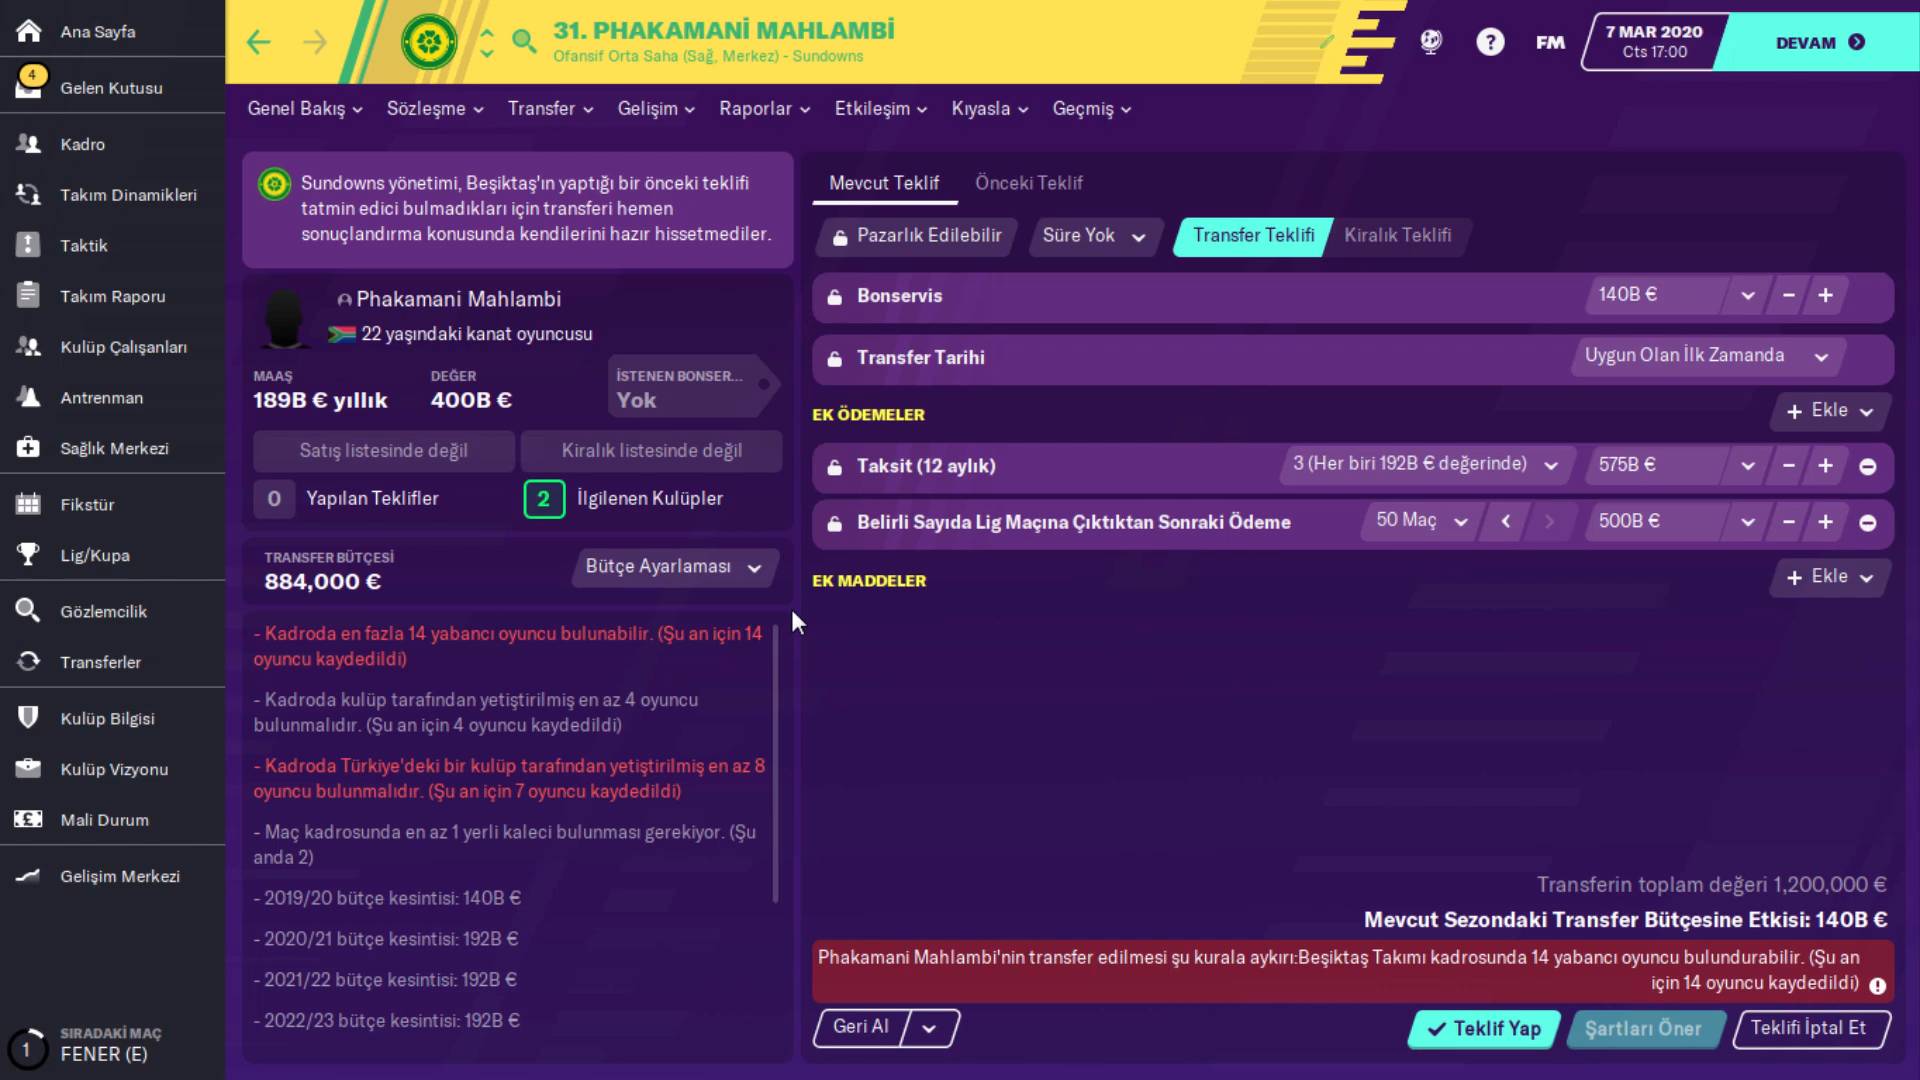 Ana Sayfa
4
Gelen Kutusu
Kadro
Takım Dinamikleri
Taktik
Takım Raporu
Kulüp Çalışanları
Antrenman
Sağlık Merkezi
Fikstür
Lig/Kupa
Gözlemcilik
Transferler
Kulüp Bilgisi
Kulüp Vizyonu
Mali Durum
Gelişim Merkezi
1
SIRADAKİ MAÇ
FENER (E)
31. PHAKAMANİ MAHLAMBİ
Ofansif Orta Saha (Sağ, Merkez) - Sundowns
?
FM
7 MAR 2020
Cts 17:00
DEVAM
Genel Bakış Sözleşme Transfer Gelişim Raporlar Etkileşim Kıyasla Geçmiş
Sundowns yönetimi, Beşiktaş'ın yaptığı bir önceki teklifi
tatmin edici bulmadıkları için transferi hemen
sonuçlandırma konusunda kendilerini hazır hissetmediler.
Phakamani Mahlambi
22 yaşındaki kanat oyuncusu
MAAŞ
189B € yıllık
DEĞER
400B €
İSTENEN BONSER...
Yok
Satış listesinde değil
Kiralık listesinde değil
0 Yapılan Teklifler
2 İlgilenen Kulüpler
TRANSFER BÜTÇESİ
884,000 €
Bütçe Ayarlaması
- Kadroda en fazla 14 yabancı oyuncu bulunabilir. (Şu an için 14
oyuncu kaydedildi)
- Kadroda kulüp tarafından yetiştirilmiş en az 4 oyuncu
bulunmalıdır. (Şu an için 4 oyuncu kaydedildi)
- Kadroda Türkiye'deki bir kulüp tarafından yetiştirilmiş en az 8
oyuncu bulunmalıdır. (Şu an için 7 oyuncu kaydedildi)
- Maç kadrosunda en az 1 yerli kaleci bulunması gerekiyor. (Şu
anda 2)
- 2019/20 bütçe kesintisi: 140B €
- 2020/21 bütçe kesintisi: 192B €
- 2021/22 bütçe kesintisi: 192B €
- 2022/23 bütçe kesintisi: 192B €
Mevcut Teklif Önceki Teklif
Pazarlık Edilebilir Süre Yok Transfer Teklifi Kiralık Teklifi
Bonservis 140B € - +
Transfer Tarihi Uygun Olan İlk Zamanda
EK ÖDEMELER + Ekle
Taksit (12 aylık) 3 (Her biri 192B € değerinde) 575B € - +
Belirli Sayıda Lig Maçına Çıktıktan Sonraki Ödeme 50 Maç 500B € - +
EK MADDELER + Ekle
Transferin toplam değeri 1,200,000 €
Mevcut Sezondaki Transfer Bütçesine Etkisi: 140B €
Phakamani Mahlambi'nin transfer edilmesi şu kurala aykırı:Beşiktaş Takımı kadrosunda 14 yabancı oyuncu bulundurabilir. (Şu an
için 14 oyuncu kaydedildi)
Geri Al
Teklif Yap
Şartları Öner
Teklifi İptal Et